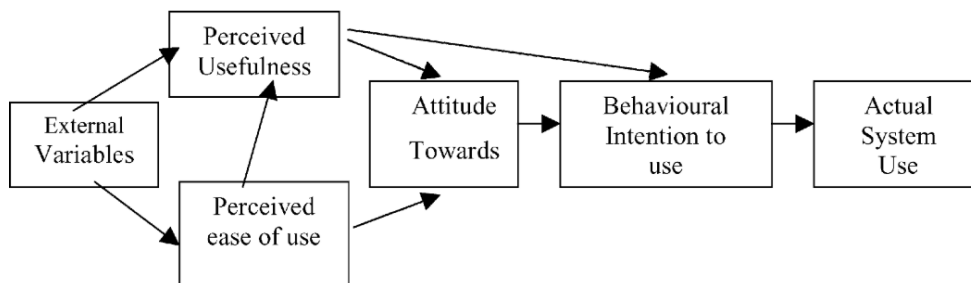 Perceived
Usefulness
External
Variables
Perceived
ease of use
Attitude
Towards
Behavioural
Intention to
use
Actual
System
Use